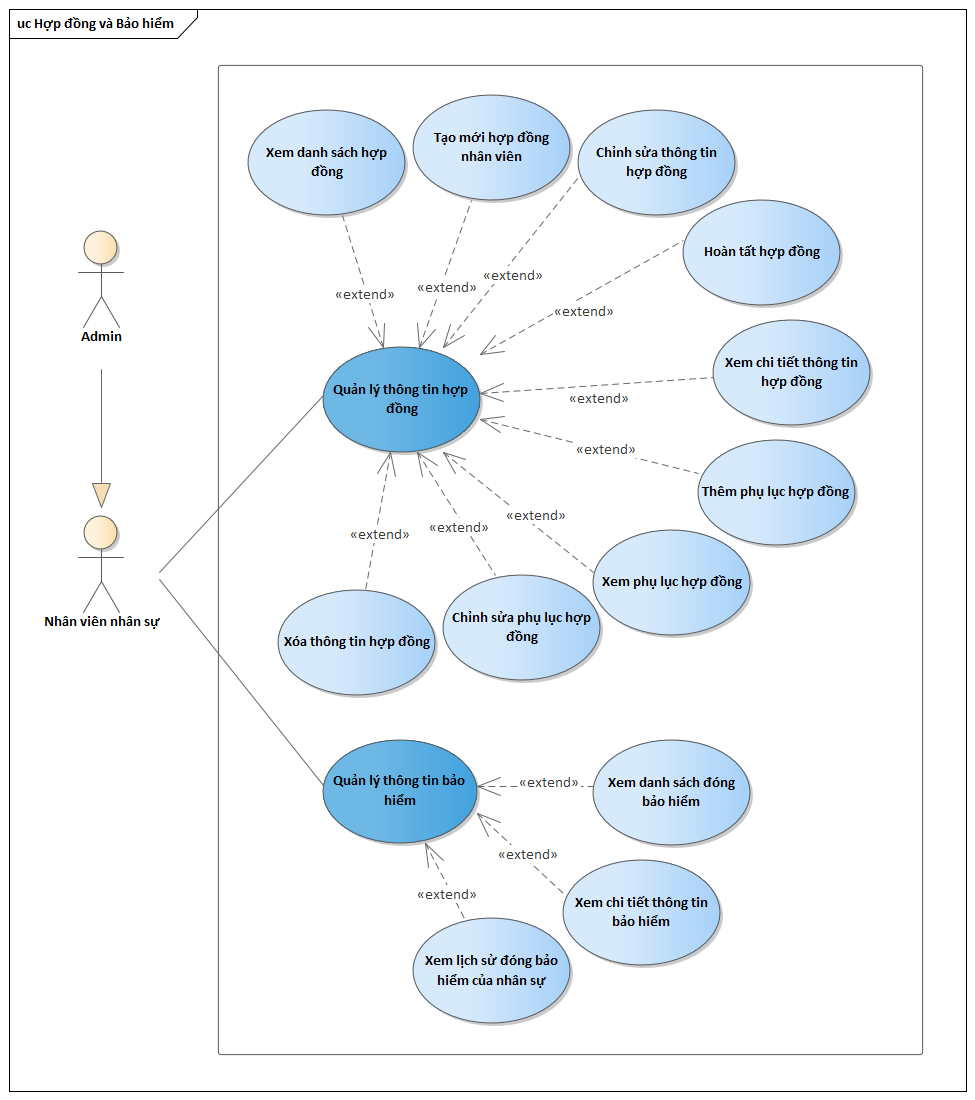 uc Hợp đồng và Bảo hiểm
Xem danh sách hợp
đồng
Tạo mới hợp đồng
nhân viên
Chỉnh sửa thông tin
hợp đồng
Hoàn tất hợp đồng
«extend»
«extend»
«extend»
«extend»
Admin
Xem chi tiết thông tin
hợp đồng
Quản lý thông tin hợp
đồng
«extend»
«extend»
Thêm phụ lục hợp đồng
«extend»
«extend»
«extend»
Xem phụ lục hợp đồng
Nhân viên nhân sự
Chỉnh sửa phụ lục hợp
đồng
Xóa thông tin hợp đồng
Quản lý thông tin bảo
hiểm
«extend»
Xem danh sách đóng
bảo hiểm
«extend»
«extend»
Xem chi tiết thông tin
bảo hiểm
Xem lịch sử đóng bảo
hiểm của nhân sự